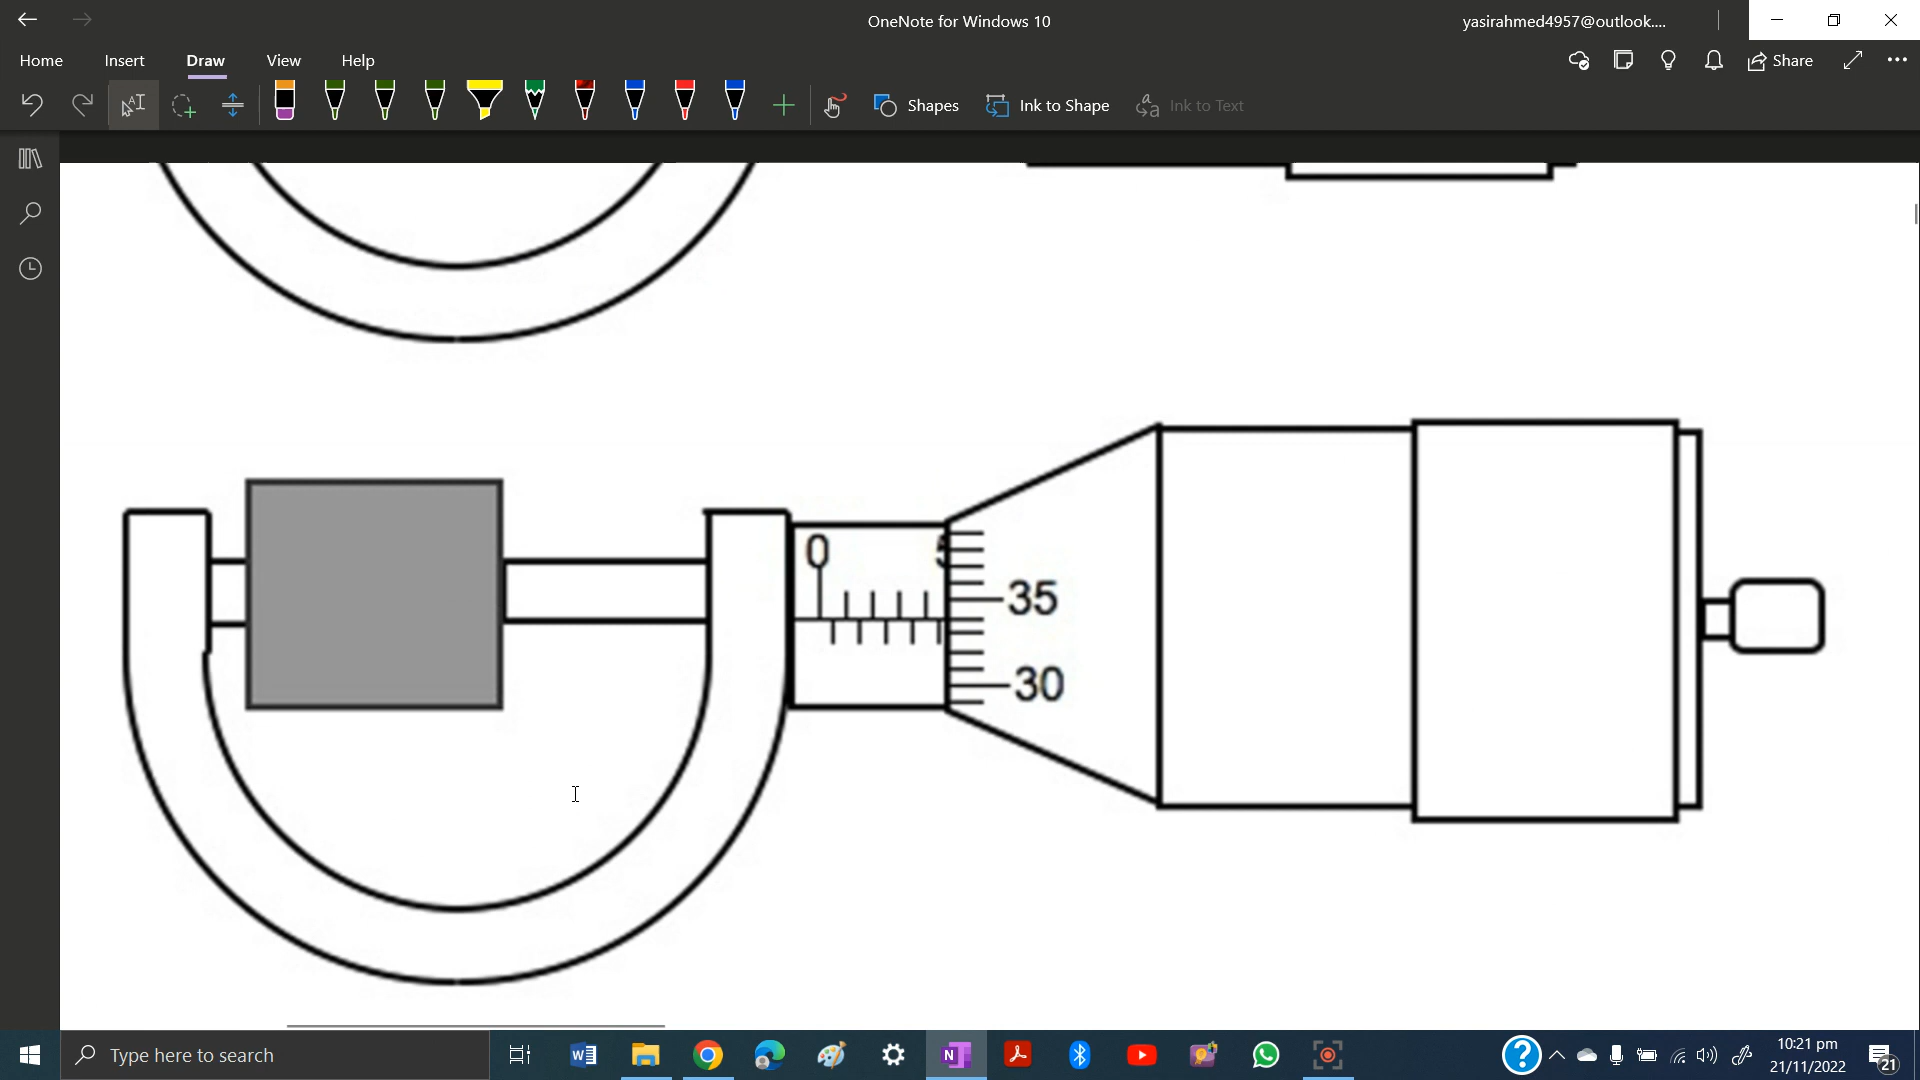 OneNote for Windows 10
yasirahmed4957@outlook....
Home Insert Draw View Help
Share
Shapes Ink to Shape Ink to Text
0 5
35
30
Type here to search
10:21 pm
21/11/2022
21